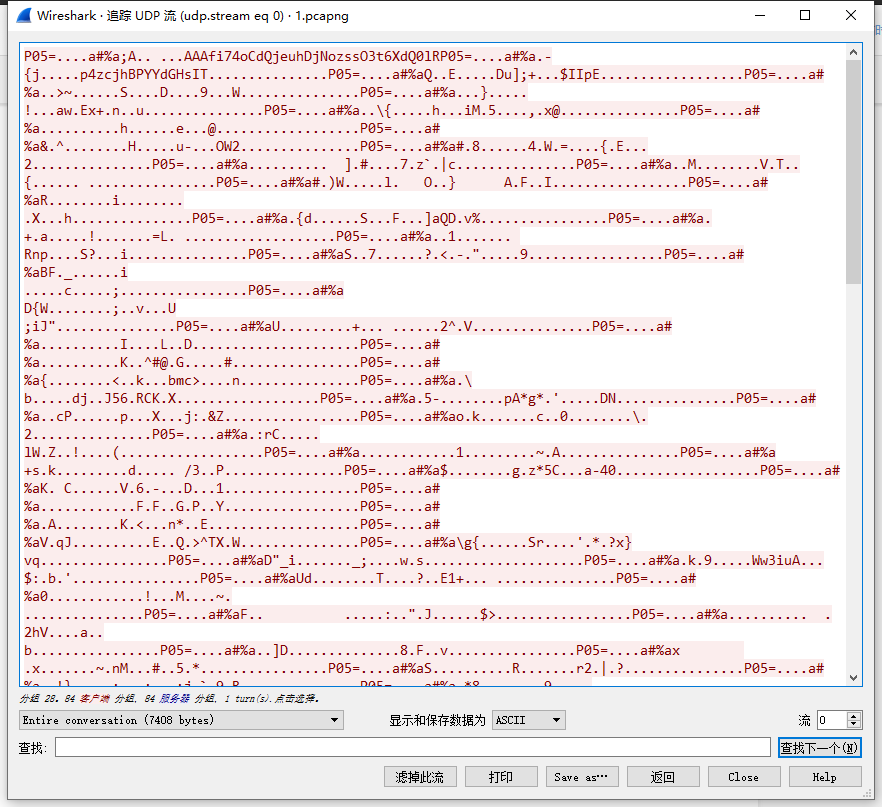 Wireshark · 追踪 UDP 流 (udp.stream eq 0) · 1.pcapng
P05=....a#%a;A.. ...AAAfi74oCdQjeuhDjNozssO3t6XdQ0lRP05=....a#%a.-
{j.....p4zcjhBPYYdGHsIT...............P05=....a#%aQ..E.....Du];+...$IIpE..................P05=....a#
%a..>~......S....D....9...W...............P05=....a#%a...}.....
!...aw.Ex+.n..u...............P05=....a#%a..\{.....h...iM.5....,.x@...............P05=....a#
%a..........h......e...@..................P05=....a#
%a&.^........H.....u-...OW2...............P05=....a#%a#.8......4.W.=....{.E...
2...............P05=....a#%a.......... ].#....7.z`.|c...............P05=....a#%a..M........V.T..
{...... ................P05=....a#%a#.)W.....l. O..} A.F..I.................P05=....a#
%aR........i........
.X...h...............P05=....a#%a.{d......S...F...]aQD.v%................P05=....a#%a.
+.a.....!.......=L. ...................P05=....a#%a..1.......
Rnp....S?...i...............P05=....a#%aS..7......?.<.-.".....9.................P05=....a#
%aBF._......i
.....c.....;................P05=....a#%a
D{W........;..v...U
;iJ"...............P05=....a#%aU.........+... ......2^.V...............P05=....a#
%a..........I....L..D.....................P05=....a#
%a..........K..^#@.G.....#................P05=....a#
%a{........<..k...bmc>....n...............P05=....a#%a.\
b.....dj..J56.RCK.X..................P05=....a#%a.5-........pA*g*.'.....DN...............P05=....a#
%a..cP......p...X...j:.&Z.................P05=....a#%ao.k.......c..0........\.
2...............P05=....a#%a.:rC.....
lW.Z..!....(..................P05=....a#%a............1.........~.A...............P05=....a#%a
+s.k.........d..... /3..P...............P05=....a#%a$........g.z*5C...a-40..................P05=....a#
%aK. C......V.6.-...D...1.................P05=....a#
%a............F.F..G.P..Y.................P05=....a#
%a.A........K.<...n*..E...................P05=....a#
%aV.qJ..........E..Q.>^TX.W...............P05=....a#%a\g{......Sr....'.*.?x}
vq................P05=....a#%aD"_i......._;....w.s....................P05=....a#%a.k.9.....Ww3iuA...
$:.b.'................P05=....a#%aUd........T....?..E1+... ...............P05=....a#
%a0............!...M....~.
...............P05=....a#%aF.. .....:..".J......$>.................P05=....a#%a.......... .
2hV....a..
b................P05=....a#%a..]D..............8.F..v................P05=....a#%ax
.x.......~.nM...#..5.*................P05=....a#%aS..........R.......r2.|.?...............P05=....a#
分组 28。84 客户端 分组, 84 服务器 分组, 1 turn(s).点击选择。
Entire conversation (7408 bytes)
显示和保存数据为 ASCII
流 0
查找:
查找下一个(N)
滤掉此流 打印 Save as… 返回 Close Help